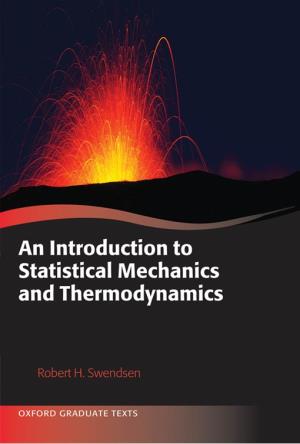 An Introduction to
Statistical Mechanics
and Thermodynamics
Robert H. Swendsen
OXFORD GRADUATE TEXTS